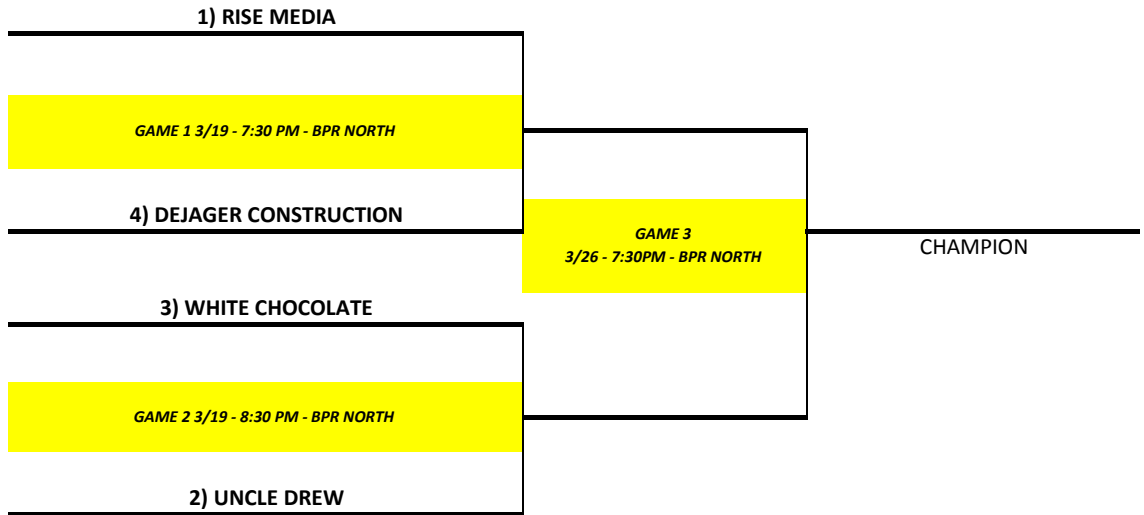 1) RISE MEDIA
GAME 1 3/19 - 7:30 PM - BPR NORTH
4) DEJAGER CONSTRUCTION
GAME 3
3/26 - 7:30PM - BPR NORTH
CHAMPION
3) WHITE CHOCOLATE
GAME 2 3/19 - 8:30 PM - BPR NORTH
2) UNCLE DREW